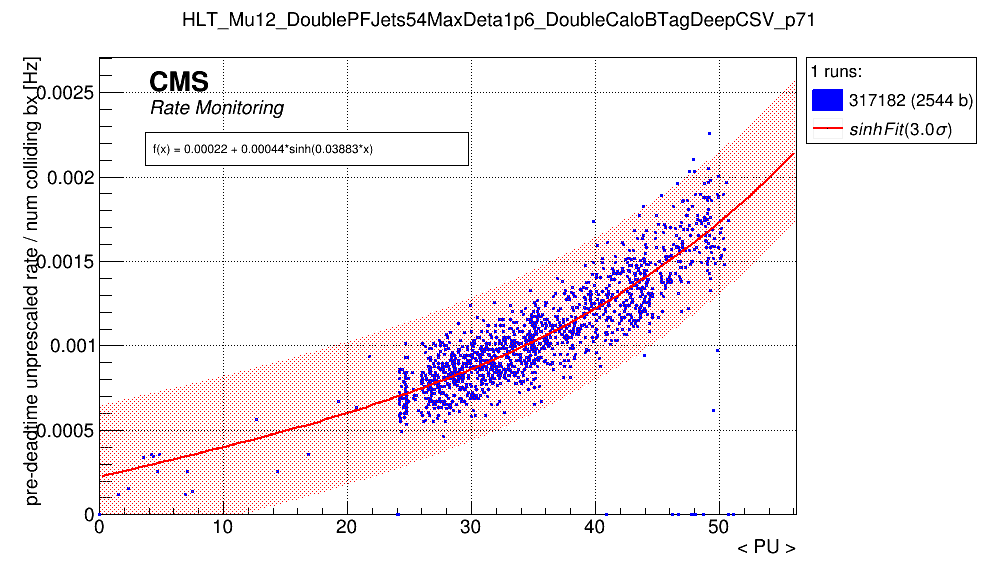 HLT_Mu12_DoublePFJets54MaxDeta1p6_DoubleCaloBTagDeepCSV_p71
CMS
Rate Monitoring
f(x) = 0.00022 + 0.00044*sinh(0.03883*x)
1 runs:
317182 (2544 b)
sinhFit(3.0σ)
pre-deadtime unprescaled rate / num colliding bx [Hz]
0.0025
0.002
0.0015
0.001
0.0005
0
0 10 20 30 40 50
< PU >